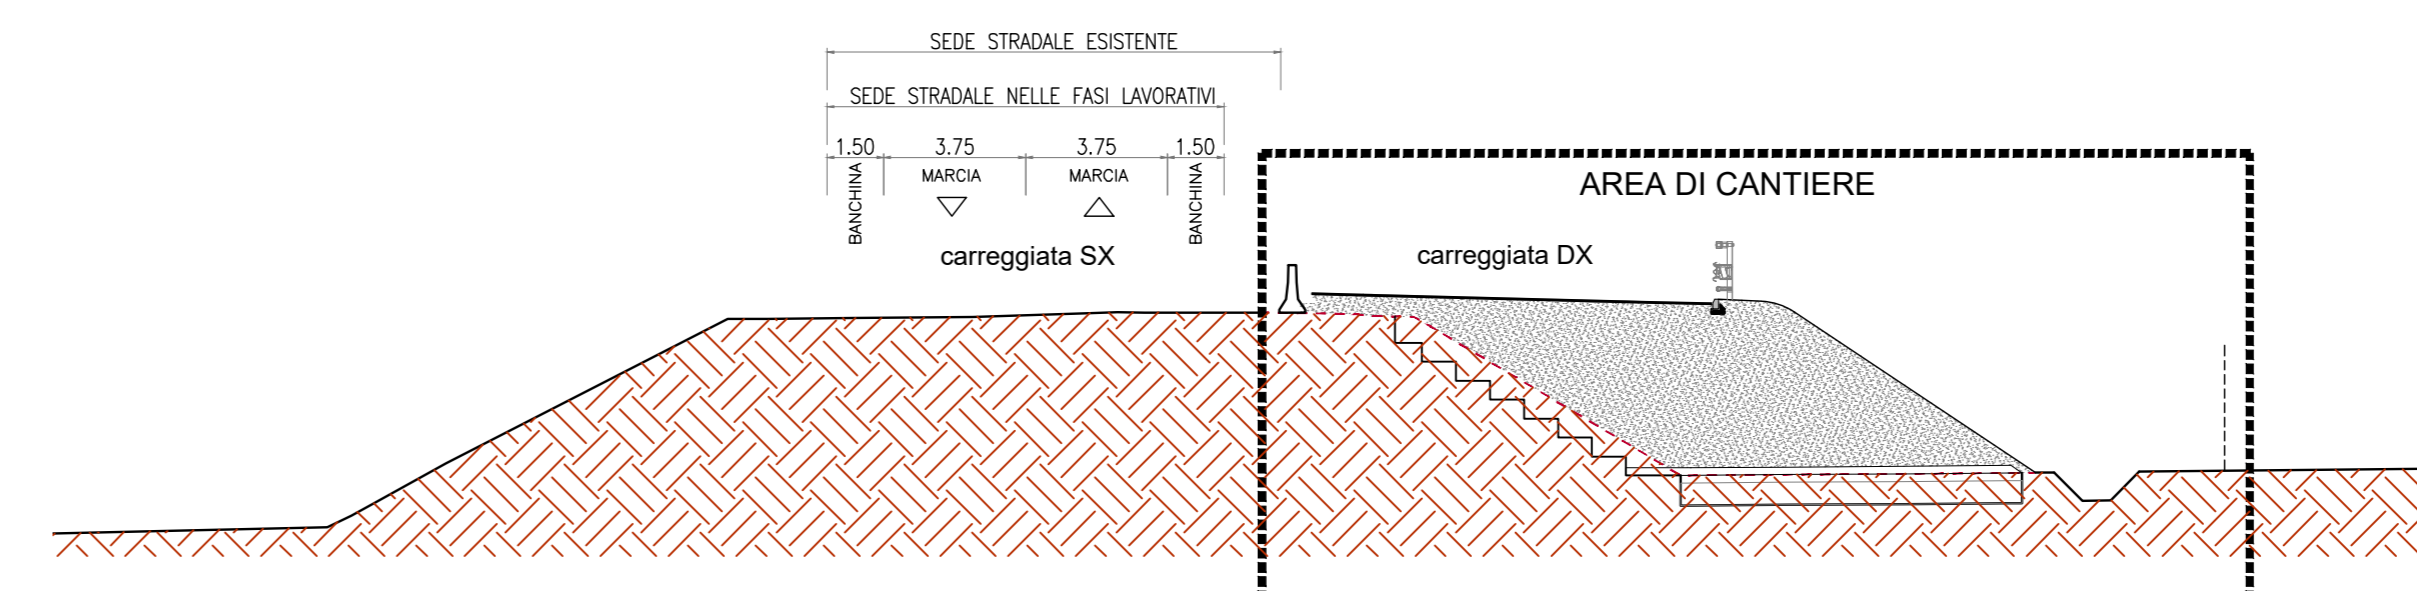 SEDE STRADALE ESISTENTE
SEDE STRADALE NELLE FASI LAVORATIVI
1.50 3.75 3.75 1.50
BANCHINA MARCIA MARCIA BANCHINA
AREA DI CANTIERE
carreggiata SX
carreggiata DX